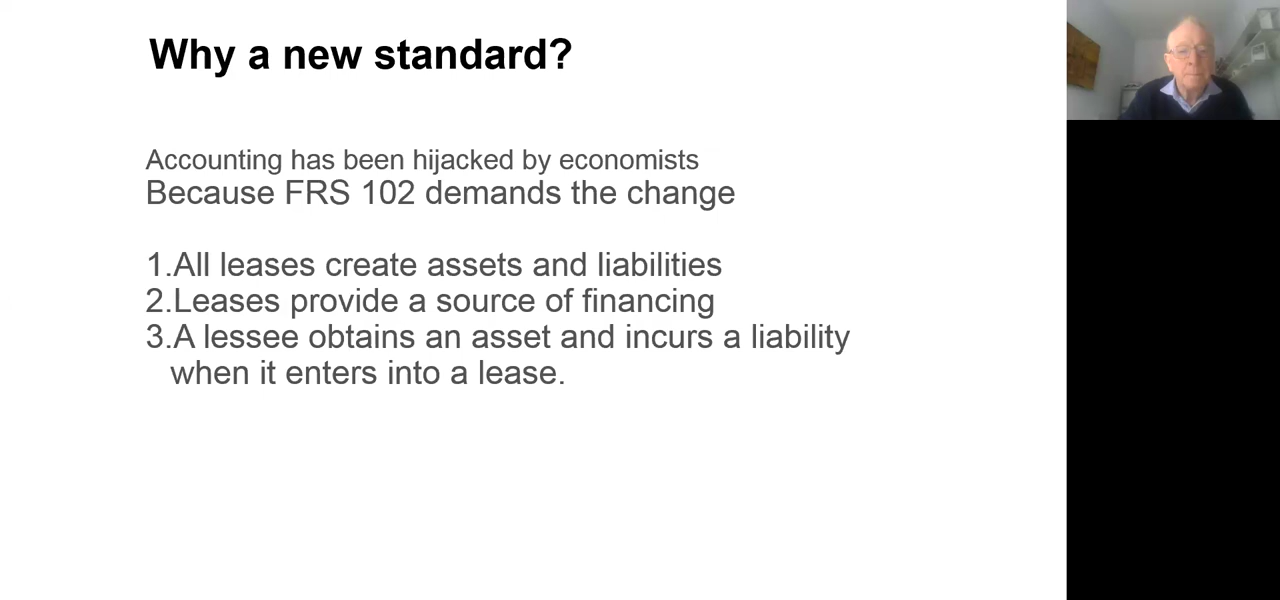 Why a new standard?
Accounting has been hijacked by economists
Because FRS 102 demands the change
1.All leases create assets and liabilities
2.Leases provide a source of financing
3.A lessee obtains an asset and incurs a liability
when it enters into a lease.